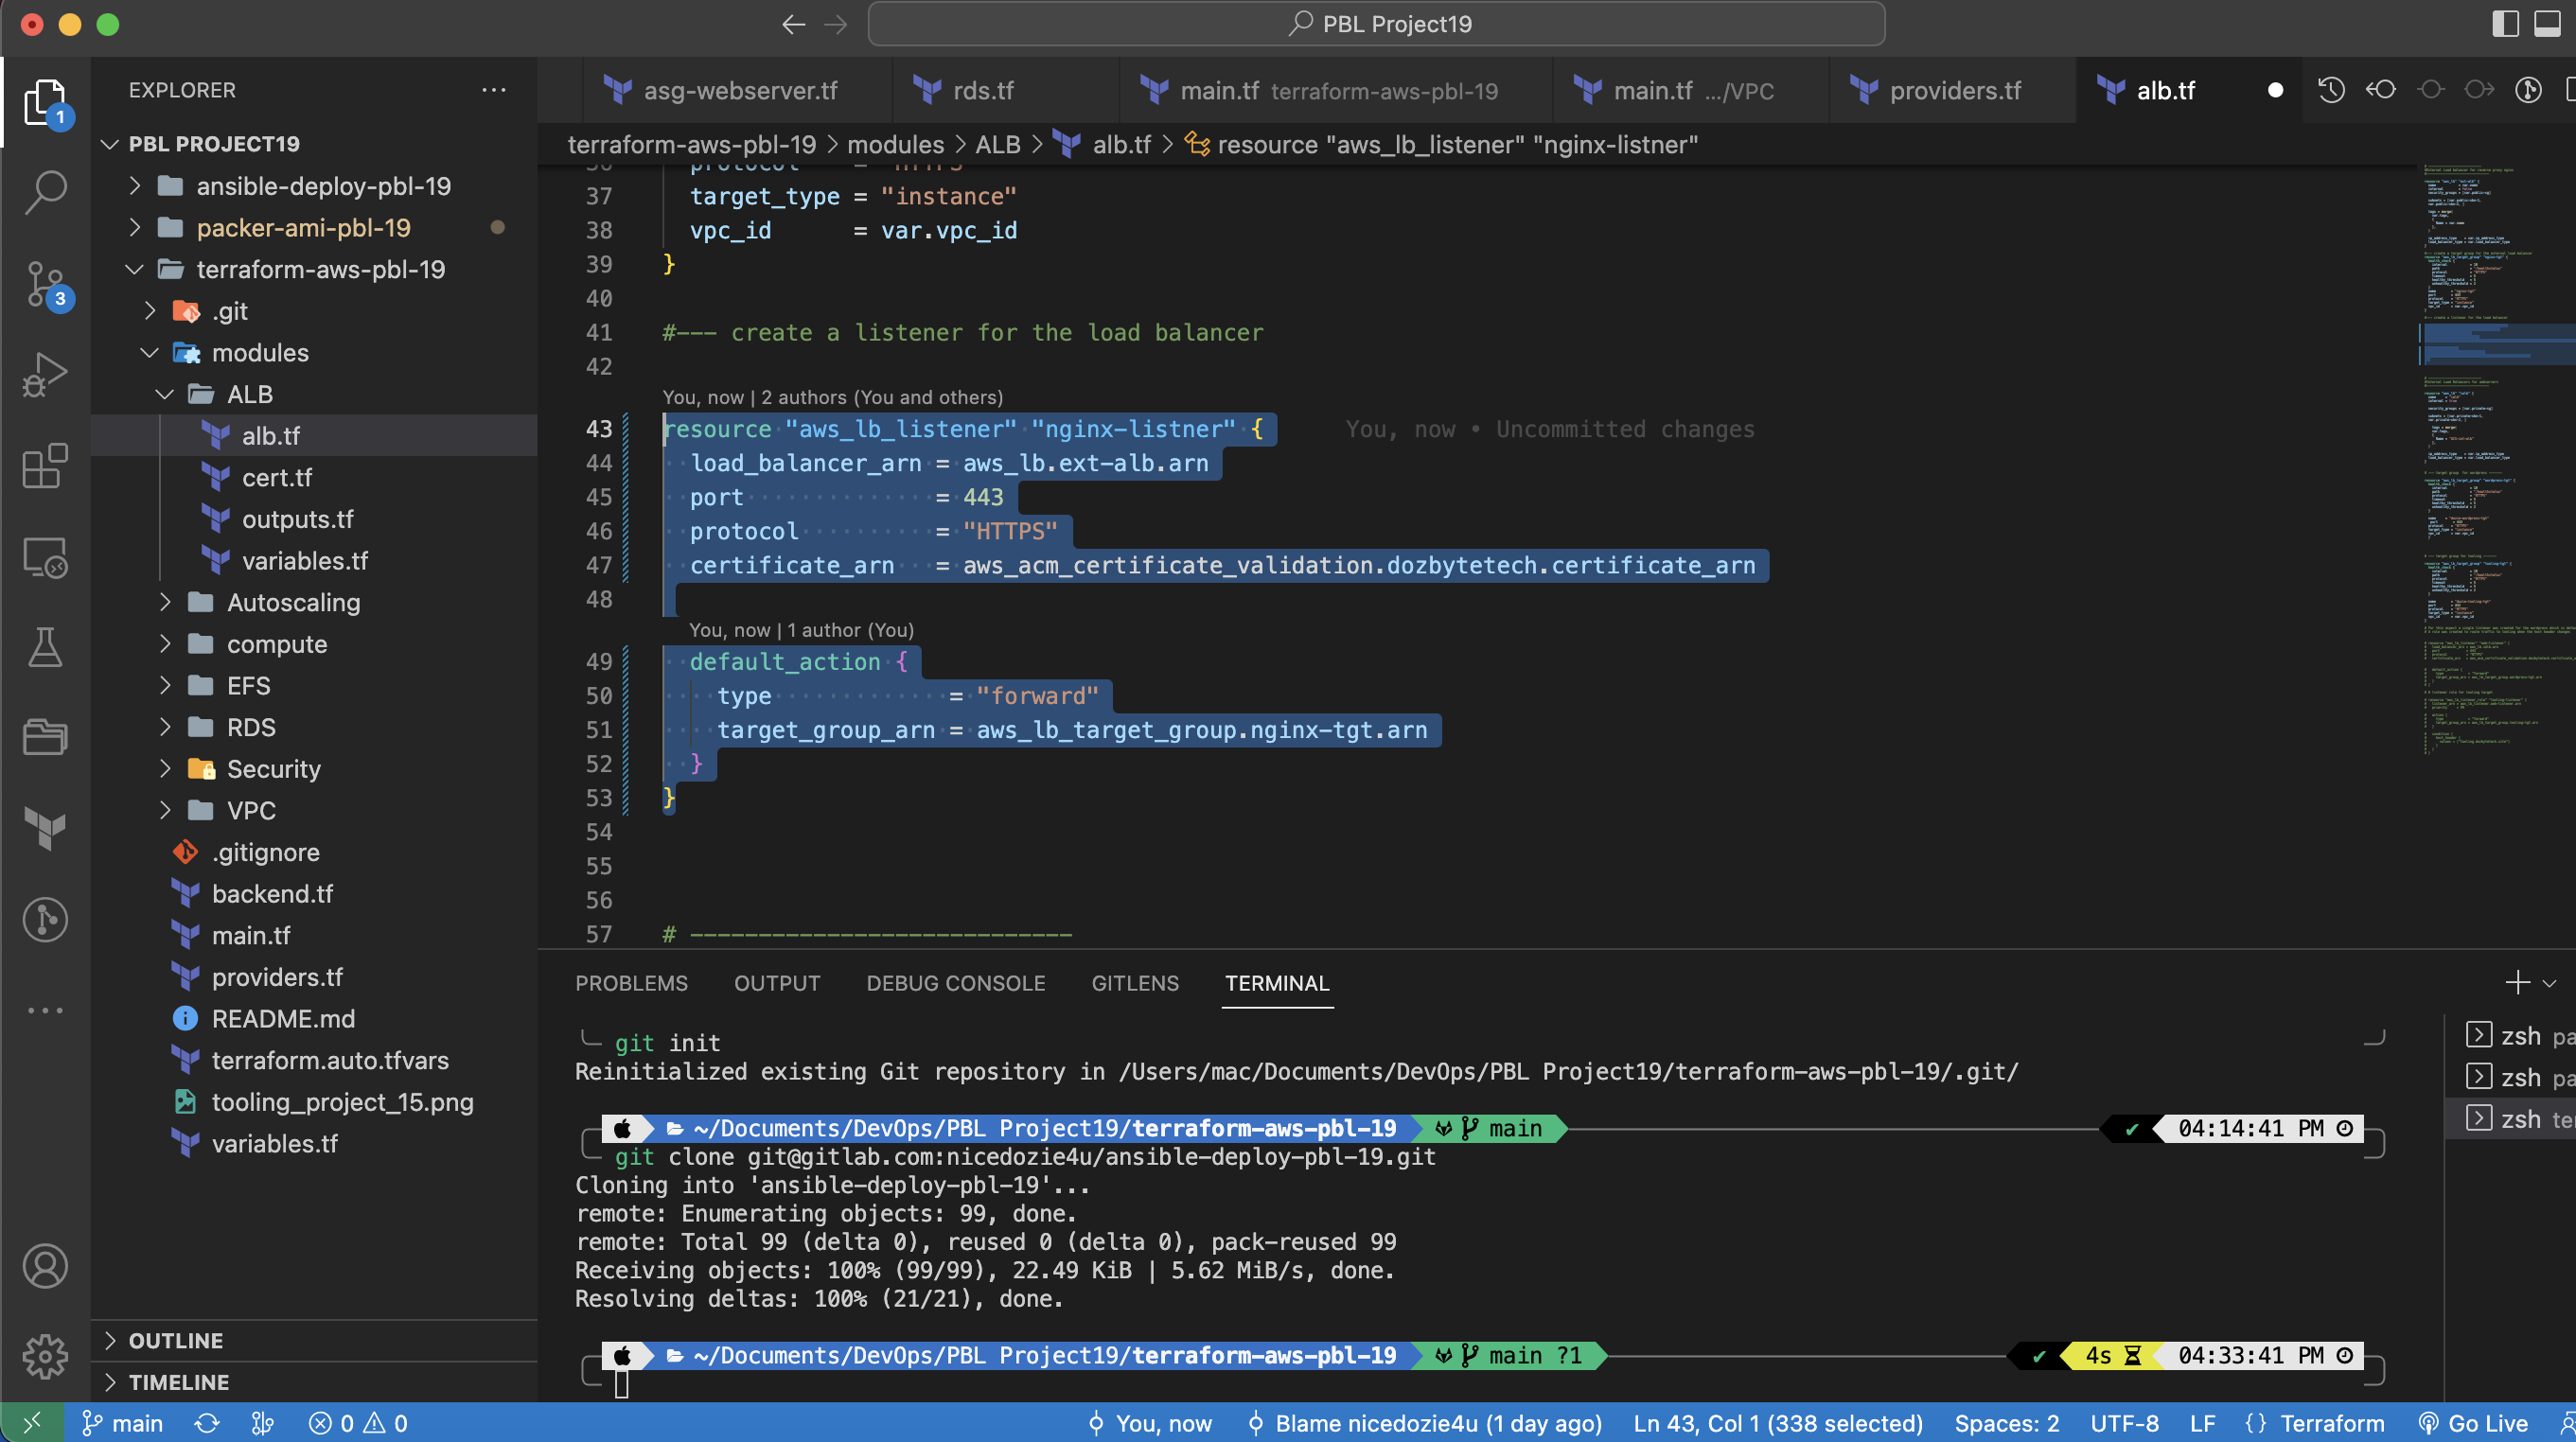 PBL Project19
EXPLORER
asg-webserver.tf
rds.tf
main.tf terraform-aws-pbl-19
main.tf .../VPC
providers.tf
alb.tf
1
PBL PROJECT19
ansible-deploy-pbl-19
packer-ami-pbl-19
terraform-aws-pbl-19
.git
3
modules
ALB
alb.tf
cert.tf
outputs.tf
variables.tf
Autoscaling
compute
EFS
RDS
Security
VPC
.gitignore
backend.tf
main.tf
providers.tf
README.md
terraform.auto.tfvars
tooling_project_15.png
variables.tf
OUTLINE
TIMELINE
terraform-aws-pbl-19 > modules > ALB > alb.tf > resource "aws_lb_listener" "nginx-listner"
36 protocol = "HTTPS"
37 target_type = "instance"
38 vpc_id = var.vpc_id
39 }
40
41 #--- create a listener for the load balancer
42
You, now | 2 authors (You and others)
43 resource "aws_lb_listener" "nginx-listner" { You, now • Uncommitted changes
44 load_balancer_arn = aws_lb.ext-alb.arn
45 port = 443
46 protocol = "HTTPS"
47 certificate_arn = aws_acm_certificate_validation.dozbytetech.certificate_arn
48
You, now | 1 author (You)
49 default_action {
50 type = "forward"
51 target_group_arn = aws_lb_target_group.nginx-tgt.arn
52 }
53 }
54
55
56
57 # ----------------------------
PROBLEMS OUTPUT DEBUG CONSOLE GITLENS TERMINAL
git init
Reinitialized existing Git repository in /Users/mac/Documents/DevOps/PBL Project19/terraform-aws-pbl-19/.git/
~/Documents/DevOps/PBL Project19/terraform-aws-pbl-19 main 04:14:41 PM
git clone git@gitlab.com:nicedozie4u/ansible-deploy-pbl-19.git
Cloning into 'ansible-deploy-pbl-19'...
remote: Enumerating objects: 99, done.
remote: Total 99 (delta 0), reused 0 (delta 0), pack-reused 99
Receiving objects: 100% (99/99), 22.49 KiB | 5.62 MiB/s, done.
Resolving deltas: 100% (21/21), done.
~/Documents/DevOps/PBL Project19/terraform-aws-pbl-19 main ?1 4s 04:33:41 PM
zsh pa
zsh pa
zsh ter
main 0 0 You, now Blame nicedozie4u (1 day ago) Ln 43, Col 1 (338 selected) Spaces: 2 UTF-8 LF {} Terraform Go Live